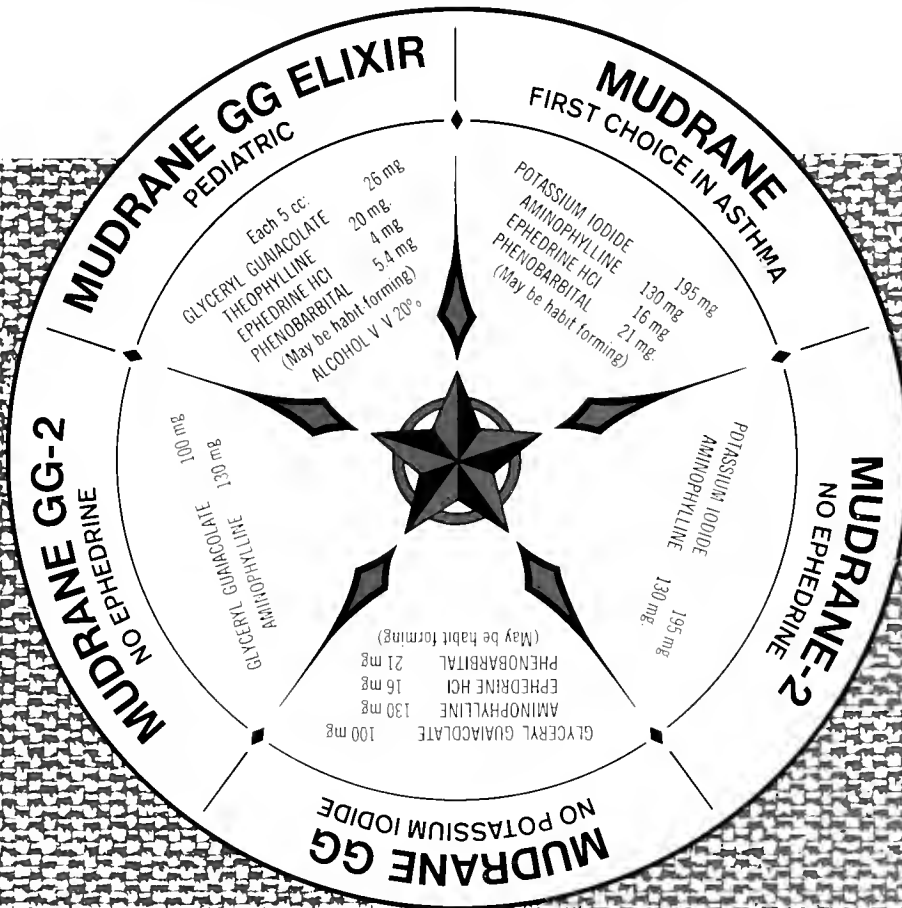 MUDRANE
FIRST CHOICE IN ASTHMA
POTASSIUM IODIDE 195 mg
AMINOPHYLLINE 130 mg
EPHEDRINE HCl 16 mg
PHENOBARBITAL 21 mg.
(May be habit forming)
MUDRANE-2
NO EPHEDRINE
POTASSIUM IODIDE 195 mg
AMINOPHYLLINE 130 mg.
MUDRANE GG
NO POTASSIUM IODIDE
GLYCERYL GUAIACOLATE 100 mg
AMINOPHYLLINE 130 mg
EPHEDRINE HCl 16 mg
PHENOBARBITAL 21 mg
(May be habit forming)
MUDRANE GG-2
NO EPHEDRINE
GLYCERYL GUAIACOLATE 100 mg
AMINOPHYLLINE 130 mg
MUDRANE GG ELIXIR
PEDIATRIC
Each 5 cc:
GLYCERYL GUAIACOLATE 26 mg
THEOPHYLLINE 20 mg.
EPHEDRINE HCl 4 mg
PHENOBARBITAL 5.4 mg
(May be habit forming)
ALCOHOL V V 20%